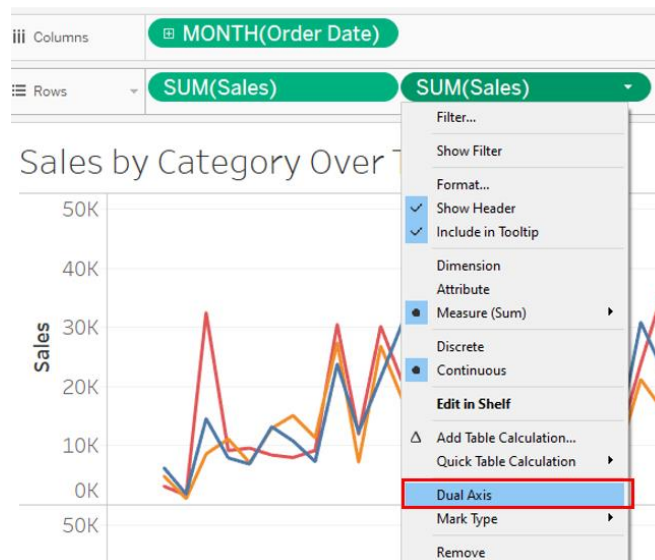 Columns
MONTH(Order Date)
Rows
SUM(Sales)
SUM(Sales)
Filter...
Show Filter
Format...
Show Header
Include in Tooltip
Dimension
Attribute
Measure (Sum)
Discrete
Continuous
Edit in Shelf
Add Table Calculation...
Quick Table Calculation
Dual Axis
Mark Type
Remove
Sales by Category Over
50K
40K
30K
20K
10K
0K
Sales
50K